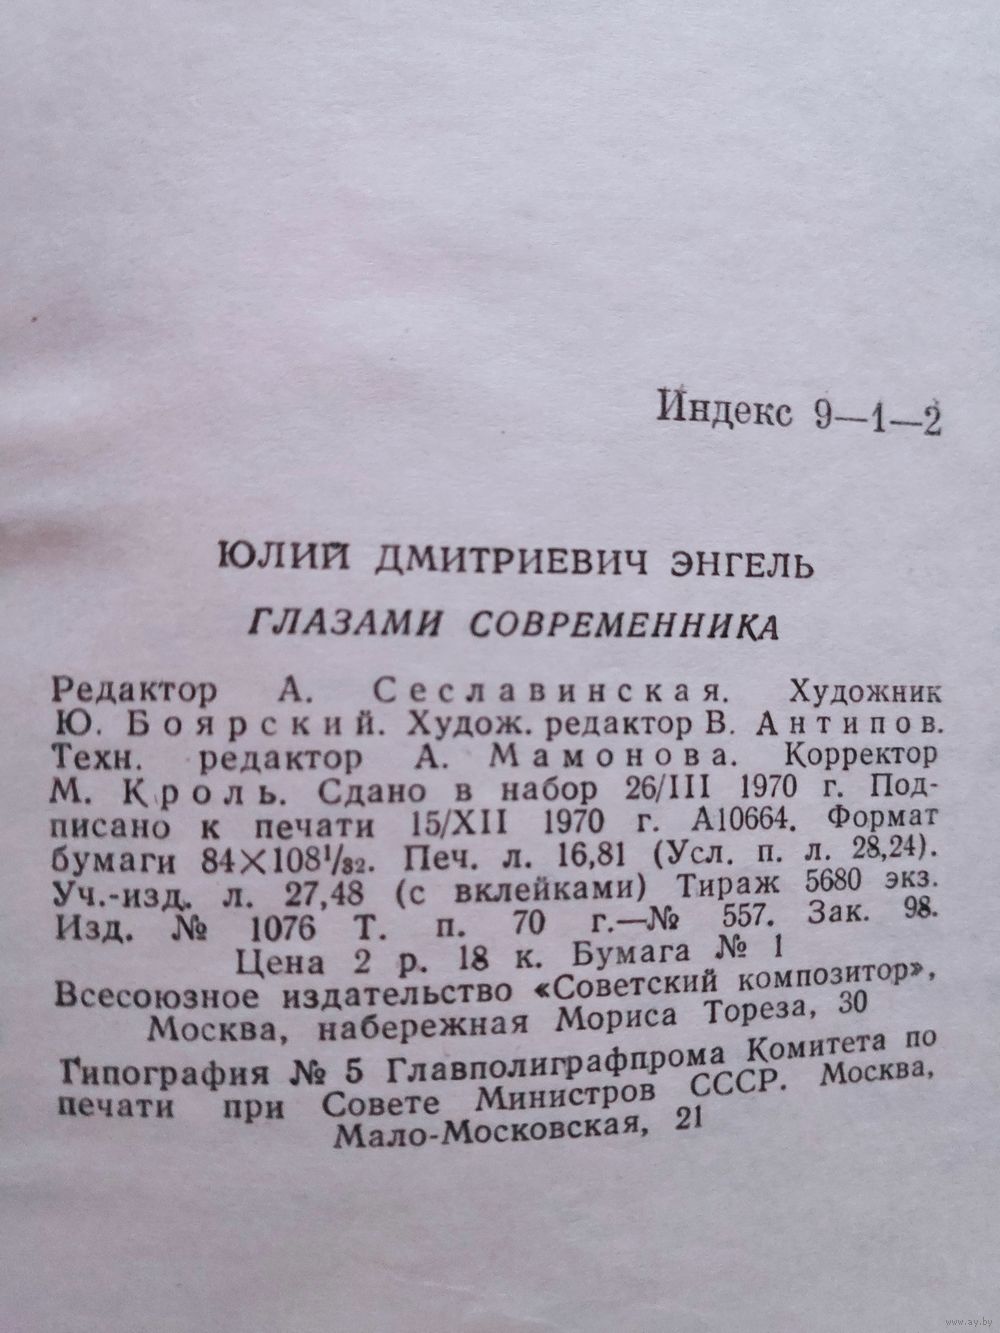 Индекс 9—1—2
ЮЛИЙ ДМИТРИЕВИЧ ЭНГЕЛЬ
ГЛАЗАМИ СОВРЕМЕННИКА
Редактор А. Сеславинская. Художник
Ю. Боярский. Худож. редактор В. Антипов.
Техн. редактор А. Мамонова. Корректор
М. Кроль. Сдано в набор 26/III 1970 г. Под-
писано к печати 15/XII 1970 г. А10664. Формат
бумаги 84×108¹/₃₂. Печ. л. 16,81 (Усл. п. л. 28,24).
Уч.-изд. л. 27,48 (с вклейками) Тираж 5680 экз.
Изд. № 1076 Т. п. 70 г.—№ 557. Зак. 98.
Цена 2 р. 18 к. Бумага № 1
Всесоюзное издательство «Советский композитор»,
Москва, набережная Мориса Тореза, 30
Типография № 5 Главполиграфпрома Комитета по
печати при Совете Министров СССР. Москва,
Мало-Московская, 21
www.ay.by